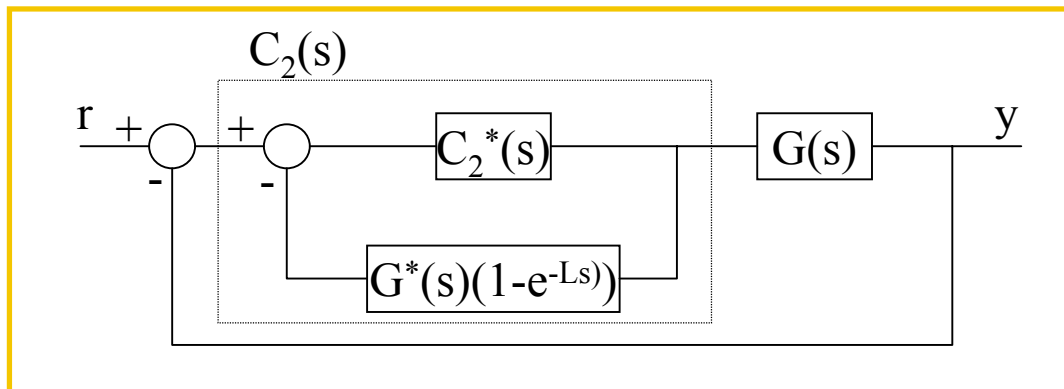 C₂(s)
r + + y
C₂*(s) G(s)
- -
G*(s)(1-e⁻ᴸˢ⁾)